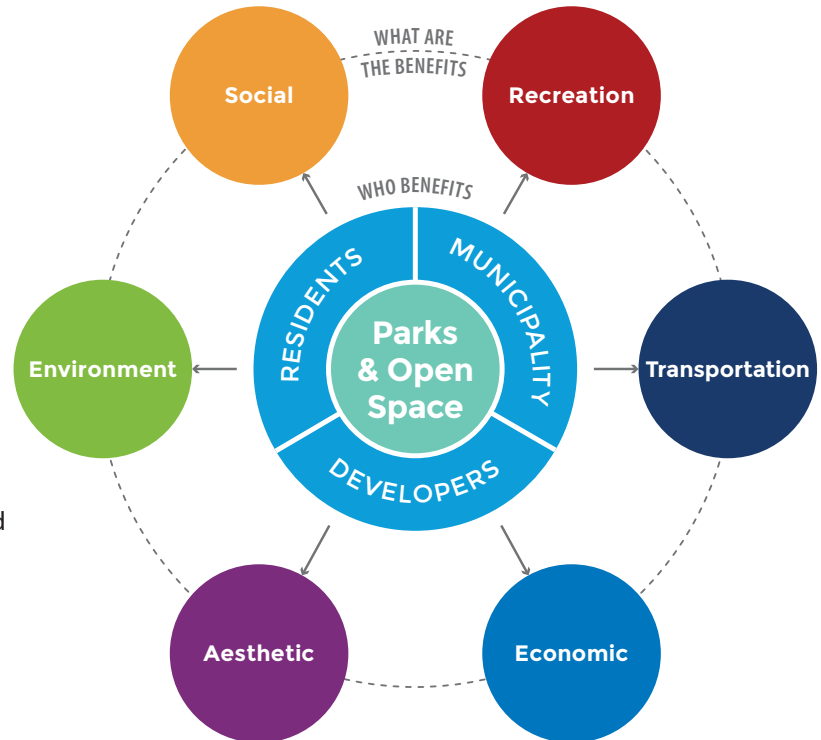 WHAT ARE
THE BENEFITS
Social
Recreation
WHO BENEFITS
RESIDENTS
MUNICIPALITY
Parks
& Open
Space
Environment
Transportation
DEVELOPERS
d
Aesthetic
Economic